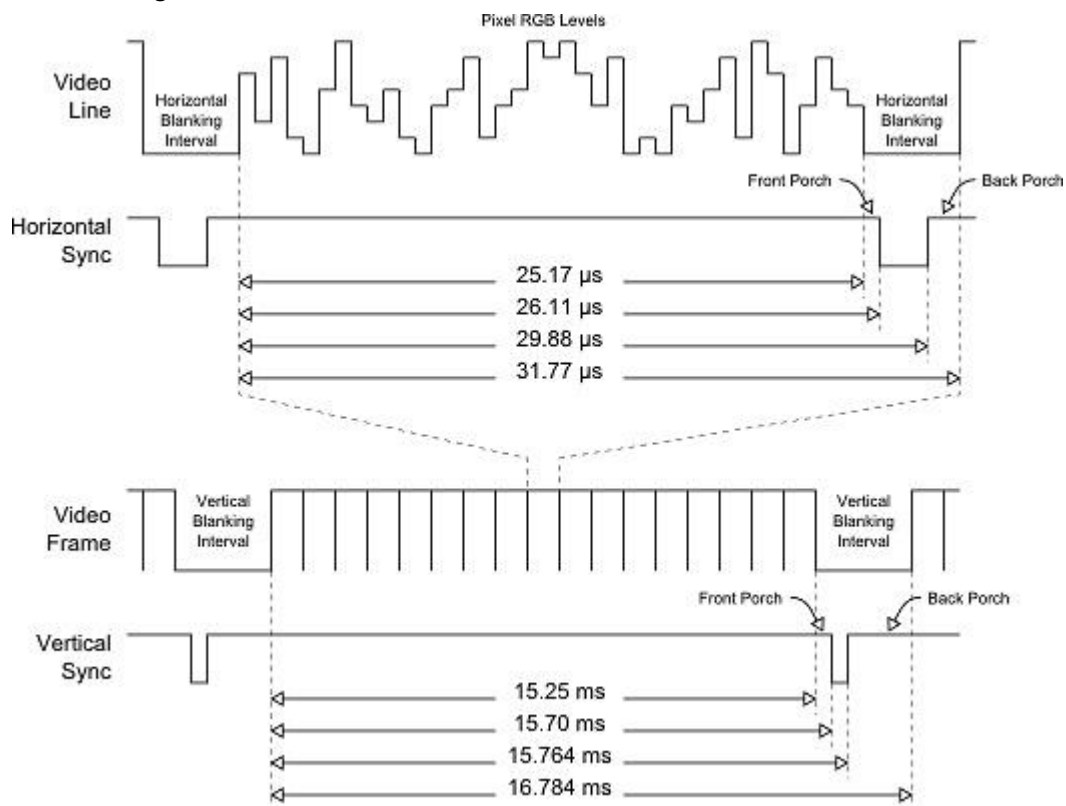 Pixel RGB Levels
Video
Line
Horizontal
Blanking
Interval
Horizontal
Blanking
Interval
Front Porch
Back Porch
Horizontal
Sync
25.17 µs
26.11 µs
29.88 µs
31.77 µs
Video
Frame
Vertical
Blanking
Interval
Vertical
Blanking
Interval
Front Porch
Back Porch
Vertical
Sync
15.25 ms
15.70 ms
15.764 ms
16.784 ms